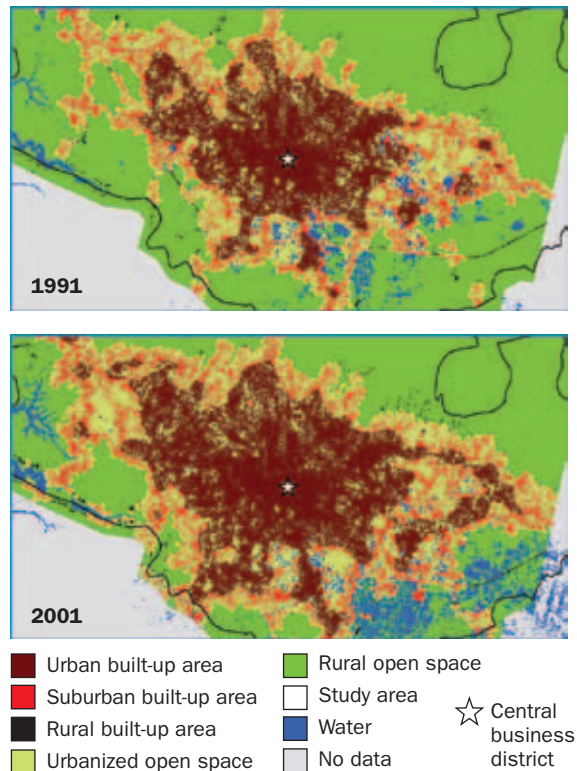 1991
2001
Urban built-up area
Suburban built-up area
Rural built-up area
Urbanized open space
Rural open space
Study area
Water
No data
Central
business
district